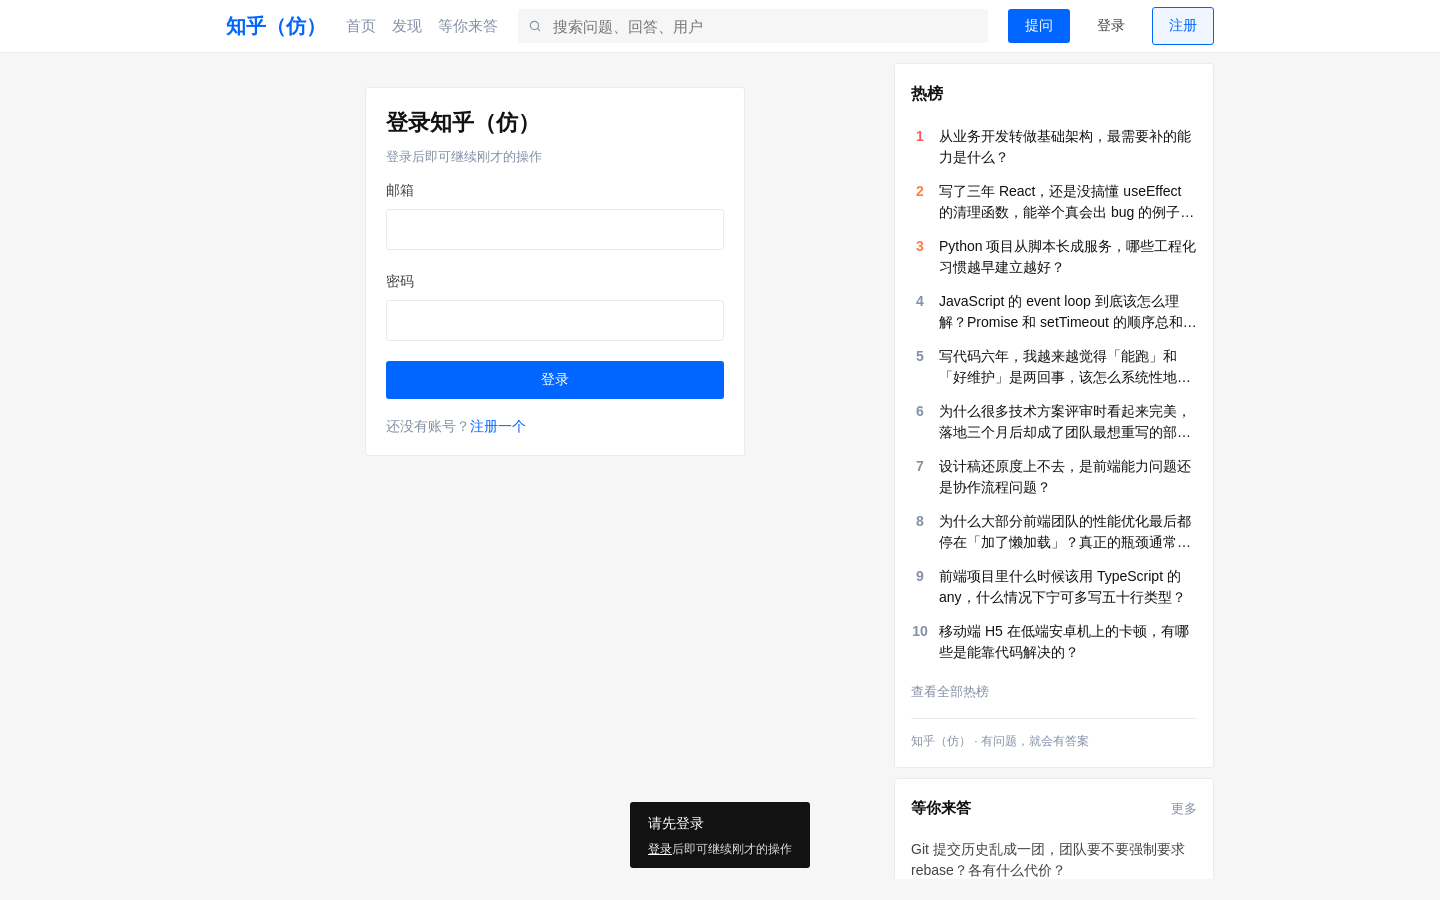 知乎（仿）
首页 发现 等你来答
搜索问题、回答、用户
提问 登录 注册
登录知乎（仿）
登录后即可继续刚才的操作
邮箱
密码
登录
还没有账号？注册一个
热榜
1 从业务开发转做基础架构，最需要补的能
力是什么？
2 写了三年 React，还是没搞懂 useEffect
的清理函数，能举个真会出 bug 的例子…
3 Python 项目从脚本长成服务，哪些工程化
习惯越早建立越好？
4 JavaScript 的 event loop 到底该怎么理
解？Promise 和 setTimeout 的顺序总和…
5 写代码六年，我越来越觉得「能跑」和
「好维护」是两回事，该怎么系统性地…
6 为什么很多技术方案评审时看起来完美，
落地三个月后却成了团队最想重写的部…
7 设计稿还原度上不去，是前端能力问题还
是协作流程问题？
8 为什么大部分前端团队的性能优化最后都
停在「加了懒加载」？真正的瓶颈通常…
9 前端项目里什么时候该用 TypeScript 的
any，什么情况下宁可多写五十行类型？
10 移动端 H5 在低端安卓机上的卡顿，有哪
些是能靠代码解决的？
查看全部热榜
知乎（仿） · 有问题，就会有答案
等你来答 更多
Git 提交历史乱成一团，团队要不要强制要求
rebase？各有什么代价？
请先登录
登录后即可继续刚才的操作